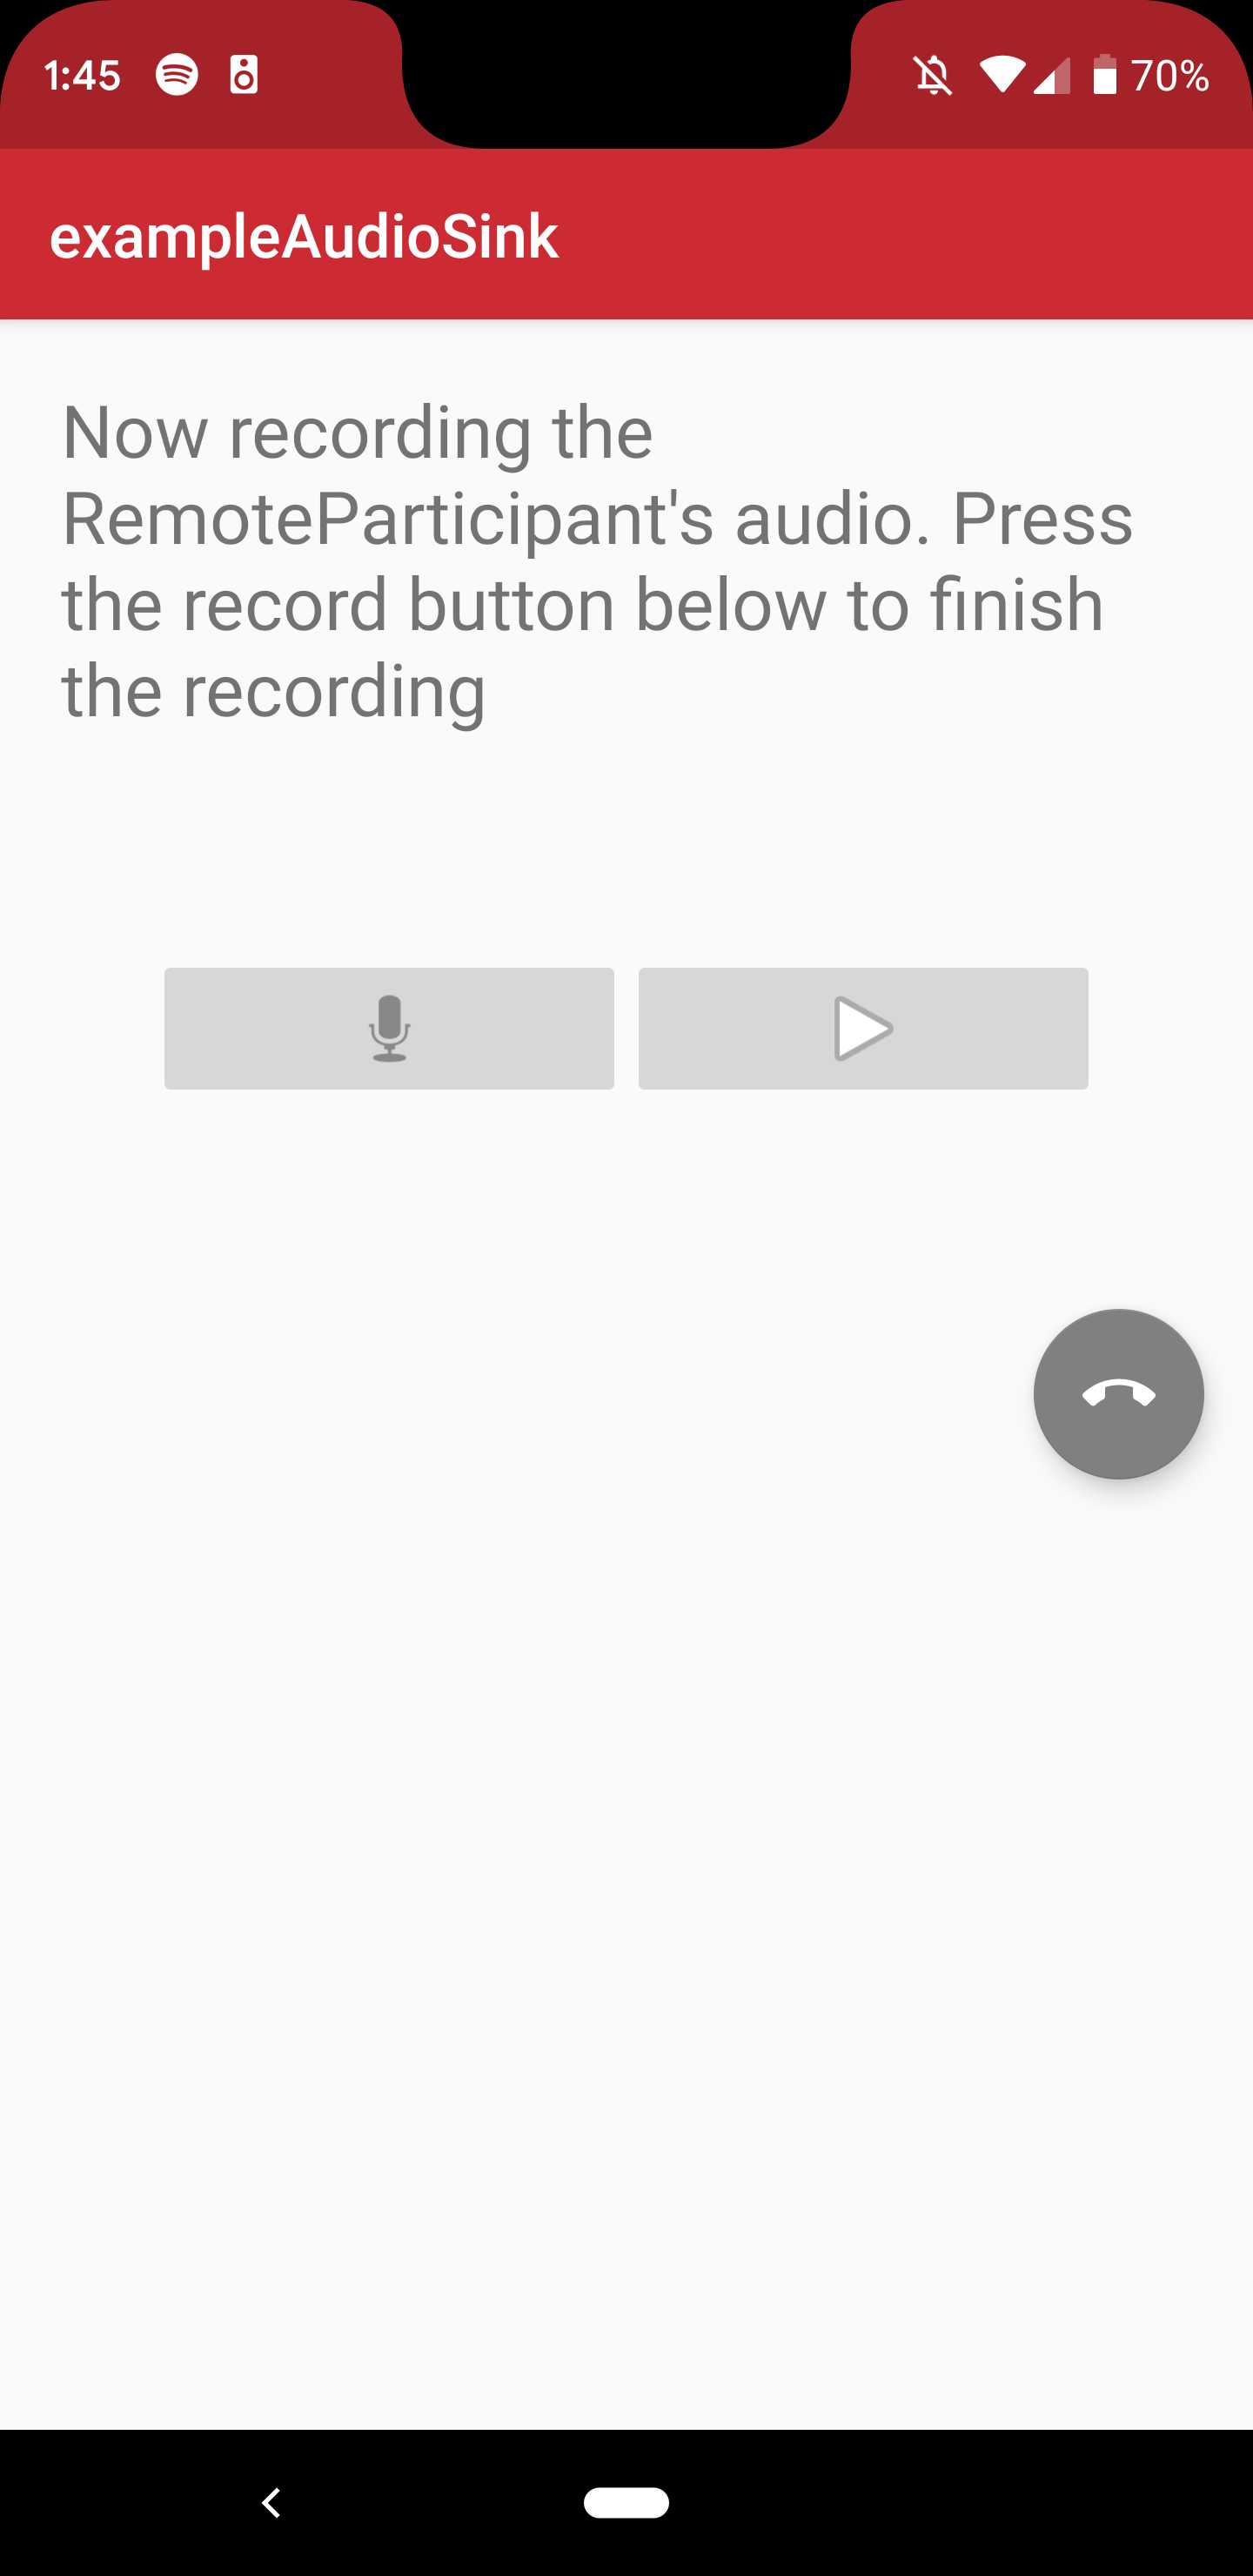 1:45
70%
exampleAudioSink
Now recording the
RemoteParticipant's audio. Press
the record button below to finish
the recording